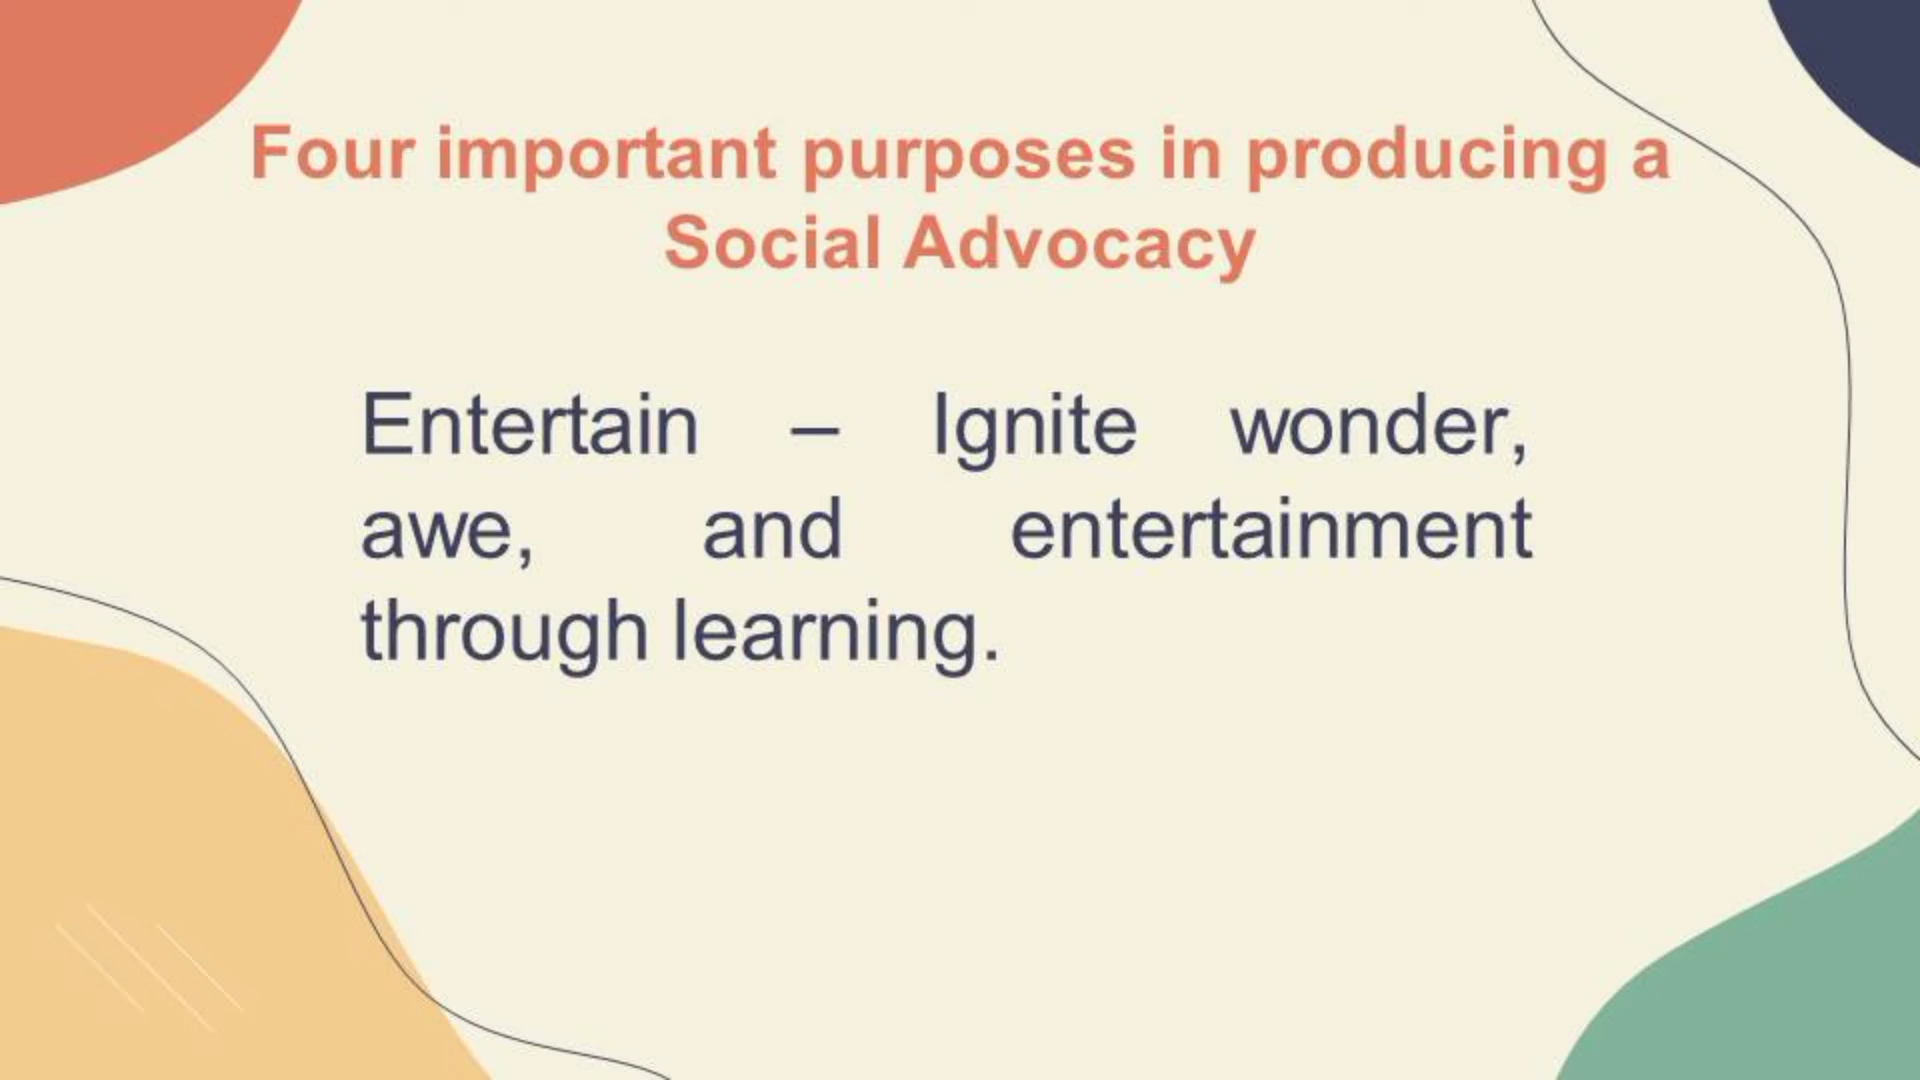 Four important purposes in producing a
Social Advocacy
Entertain – Ignite wonder,
awe, and entertainment
through learning.